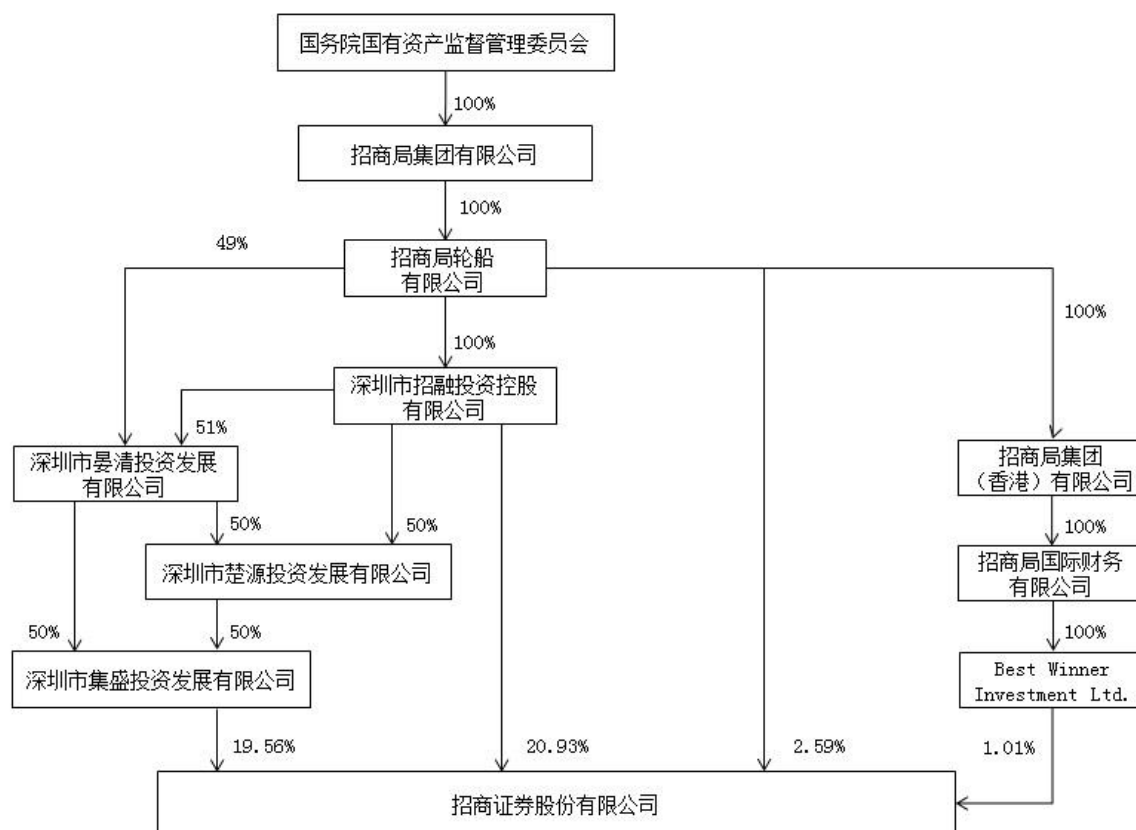 国务院国有资产监督管理委员会
100%
招商局集团有限公司
100%
49%
招商局轮船
有限公司
100%
100%
深圳市招融投资控股
有限公司
51%
深圳市晏清投资发展
有限公司
招商局集团
（香港）有限公司
50%
50%
100%
深圳市楚源投资发展有限公司
招商局国际财务
有限公司
50%
50%
100%
深圳市集盛投资发展有限公司
Best Winner
Investment Ltd.
19.56%
20.93%
2.59%
1.01%
招商证券股份有限公司